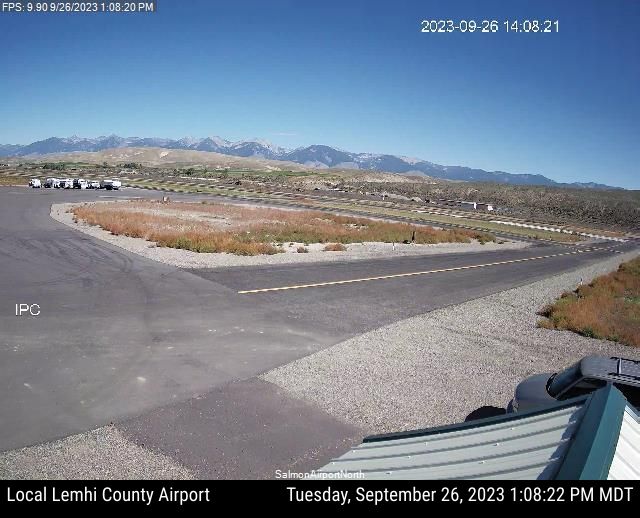 FPS: 9.90 9/26/2023 1:08:20 PM
2023-09-26 14:08:21
IPC
SalmonAirportNorth
Local Lemhi County Airport Tuesday, September 26, 2023 1:08:22 PM MDT